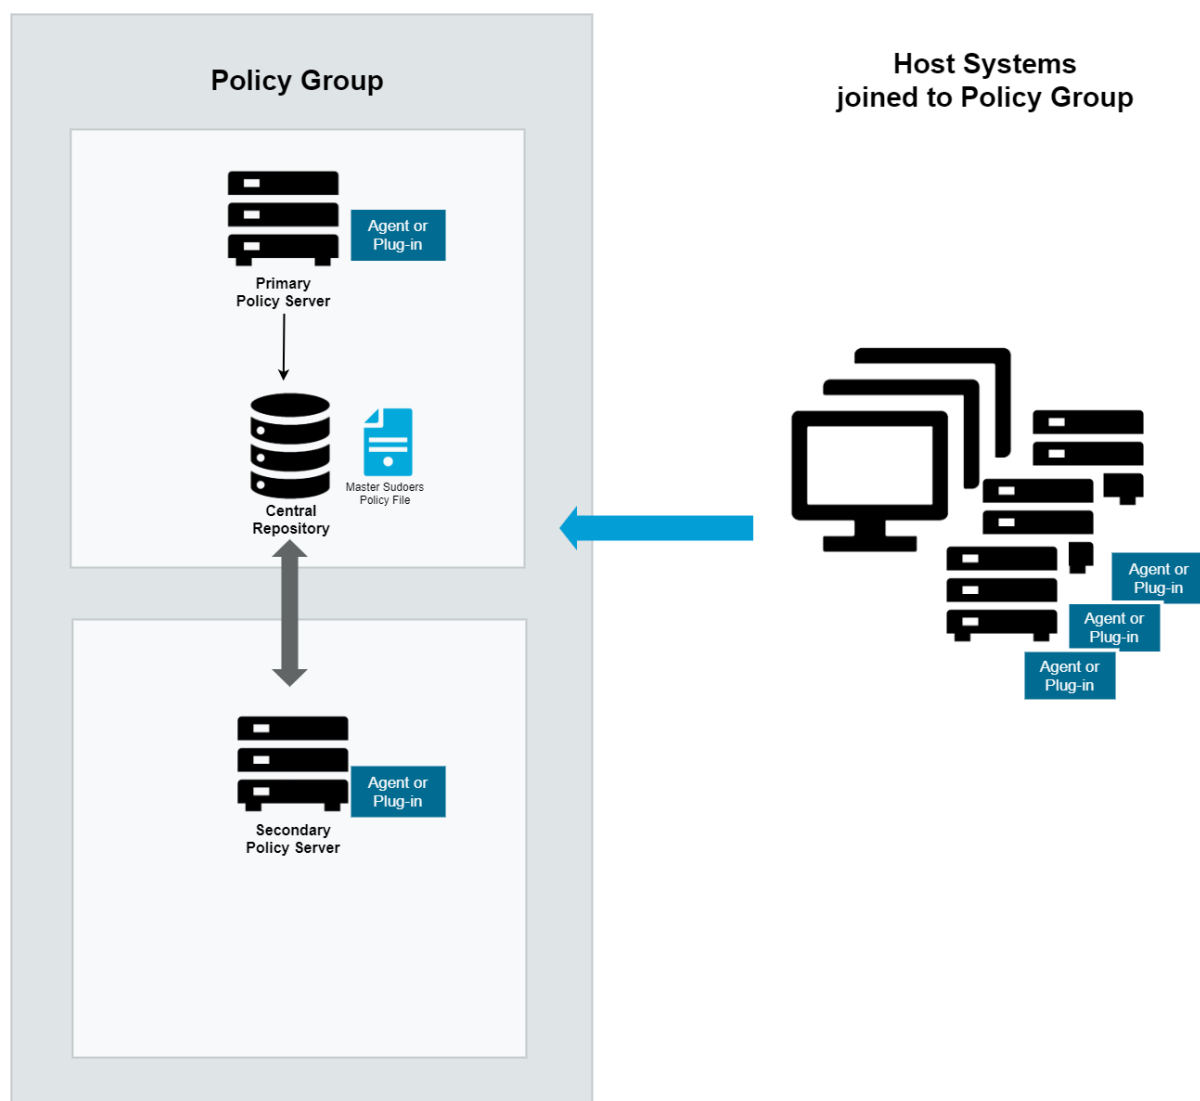 Policy Group
Host Systems
joined to Policy Group
Agent or
Plug-in
Primary
Policy Server
Master Sudoers
Policy File
Central
Repository
Agent or
Plug-in
Agent or
Plug-in
Agent or
Plug-in
Agent or
Plug-in
Secondary
Policy Server